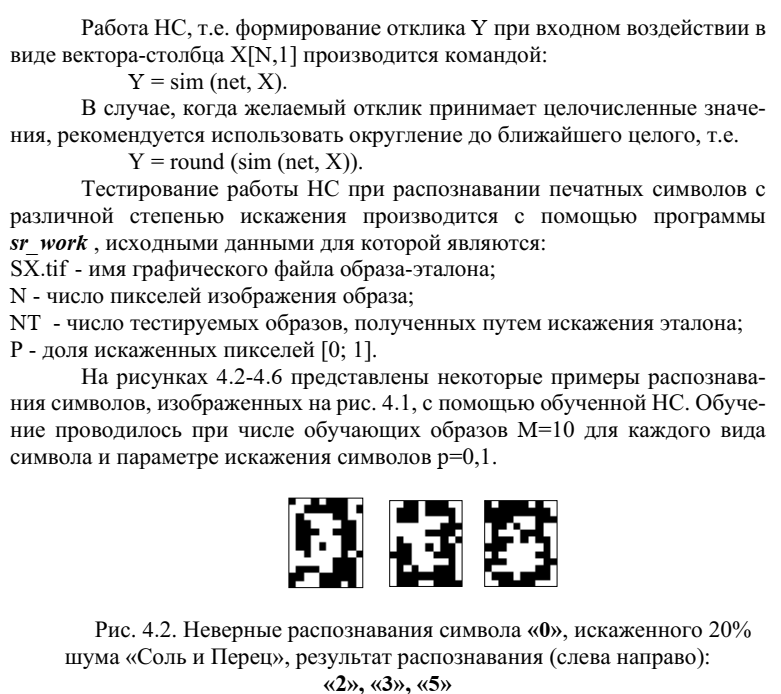 Работа НС, т.е. формирование отклика Y при входном воздействии в
виде вектора-столбца X[N,1] производится командой:
Y = sim (net, X).
В случае, когда желаемый отклик принимает целочисленные значе-
ния, рекомендуется использовать округление до ближайшего целого, т.е.
Y = round (sim (net, X)).
Тестирование работы НС при распознавании печатных символов с
различной степенью искажения производится с помощью программы
sr_work , исходными данными для которой являются:
SX.tif - имя графического файла образа-эталона;
N - число пикселей изображения образа;
NT - число тестируемых образов, полученных путем искажения эталона;
P - доля искаженных пикселей [0; 1].
На рисунках 4.2-4.6 представлены некоторые примеры распознава-
ния символов, изображенных на рис. 4.1, с помощью обученной НС. Обуче-
ние проводилось при числе обучающих образов M=10 для каждого вида
символа и параметре искажения символов p=0,1.
Рис. 4.2. Неверные распознавания символа «0», искаженного 20%
шума «Соль и Перец», результат распознавания (слева направо):
«2», «3», «5»